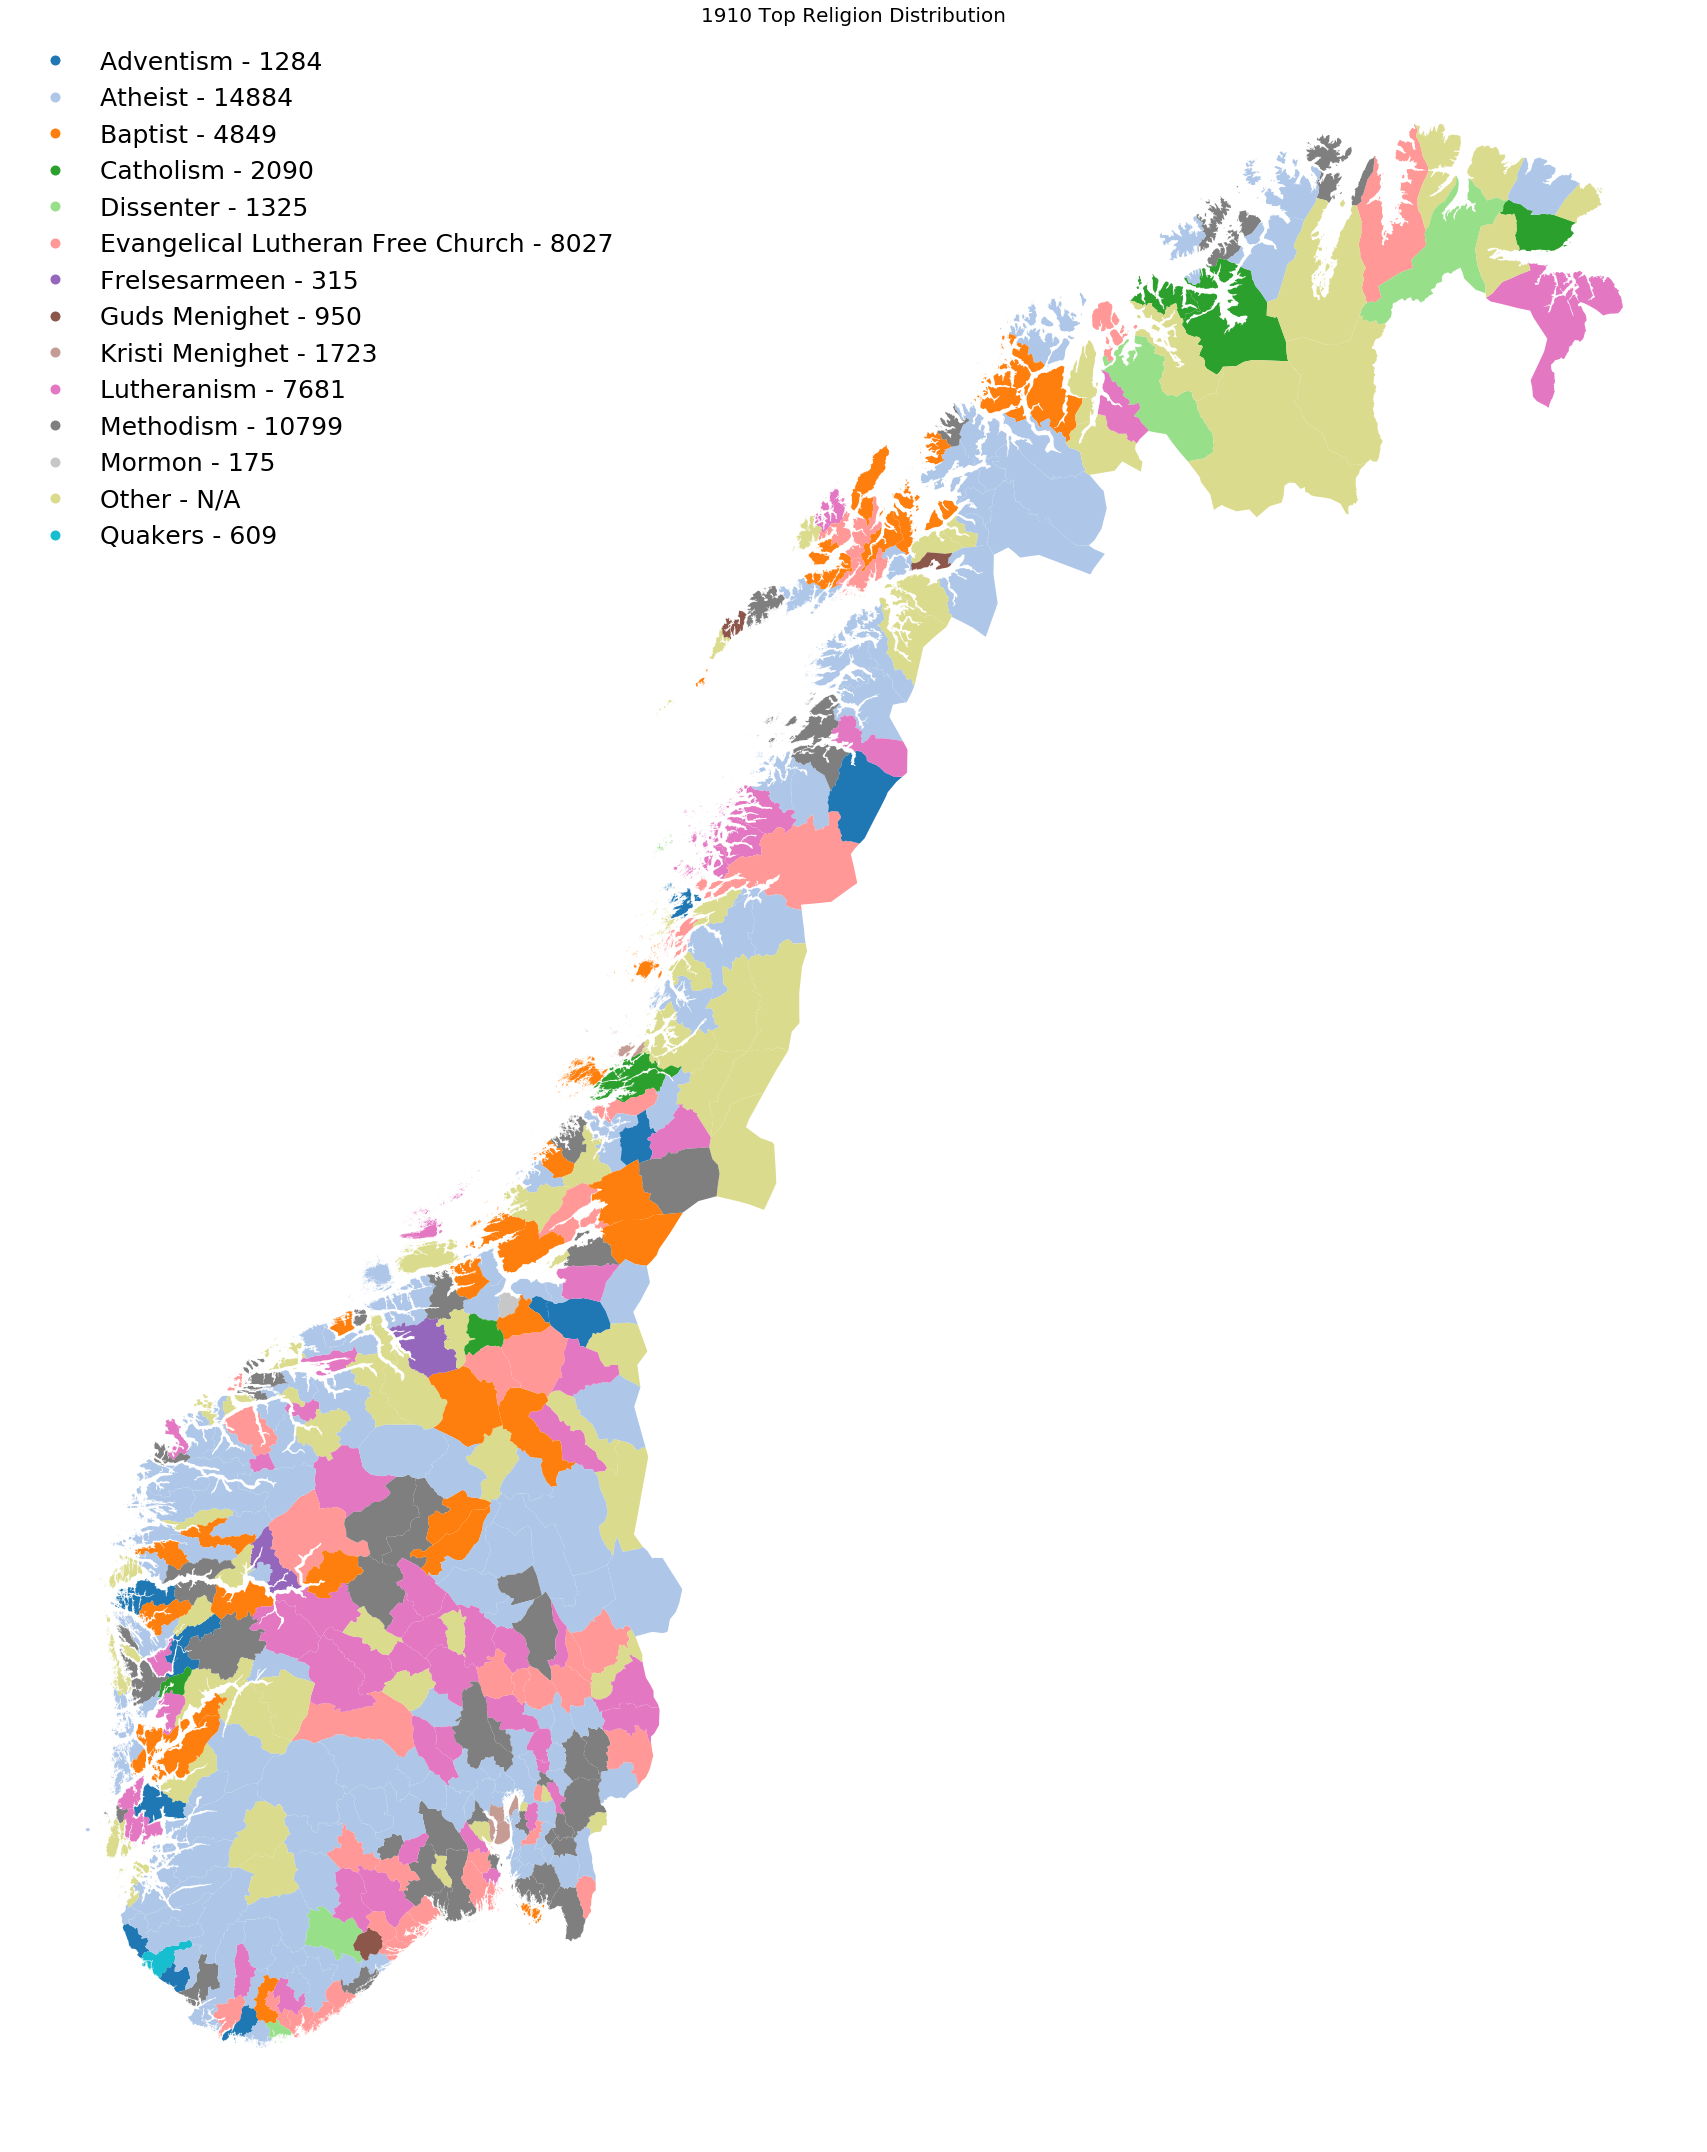 1910 Top Religion Distribution
Adventism - 1284
Atheist - 14884
Baptist - 4849
Catholism - 2090
Dissenter - 1325
Evangelical Lutheran Free Church - 8027
Frelsesarmeen - 315
Guds Menighet - 950
Kristi Menighet - 1723
Lutheranism - 7681
Methodism - 10799
Mormon - 175
Other - N/A
Quakers - 609